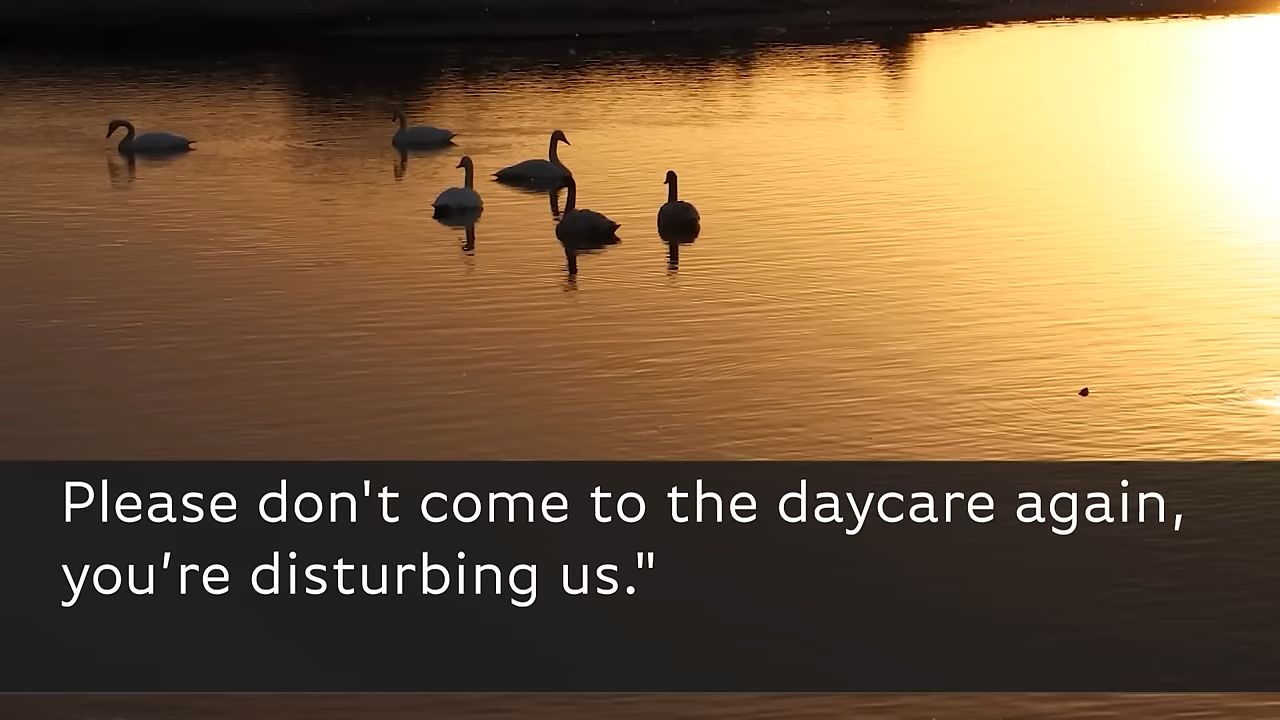 Please don't come to the daycare again,
you’re disturbing us."